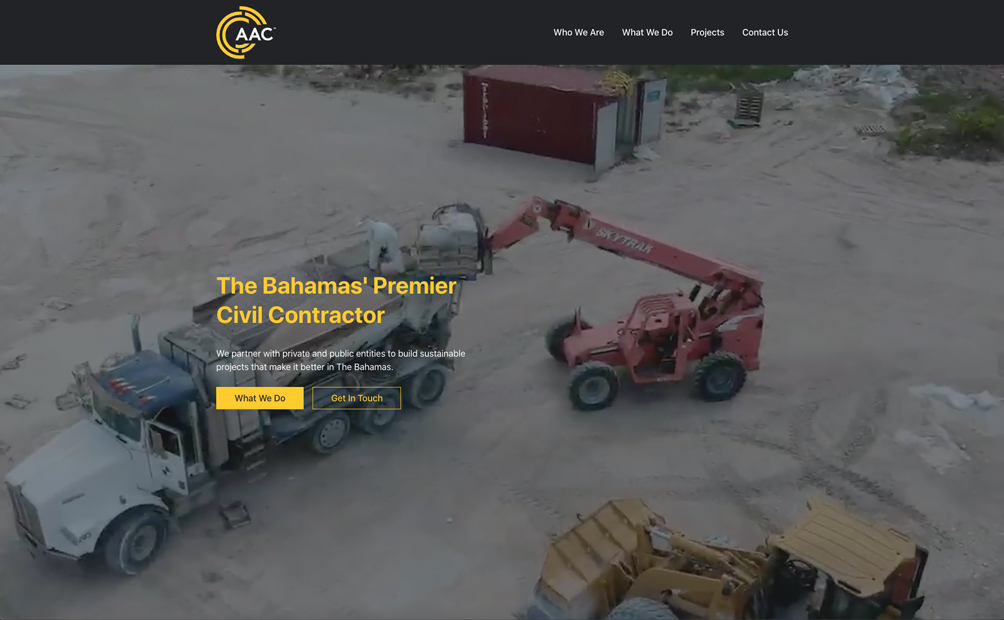 AAC
Who We Are
What We Do
Projects
Contact Us
SKYTRAK
The Bahamas' Premier
Civil Contractor
We partner with private and public entities to build sustainable
projects that make it better in The Bahamas.
What We Do
Get In Touch